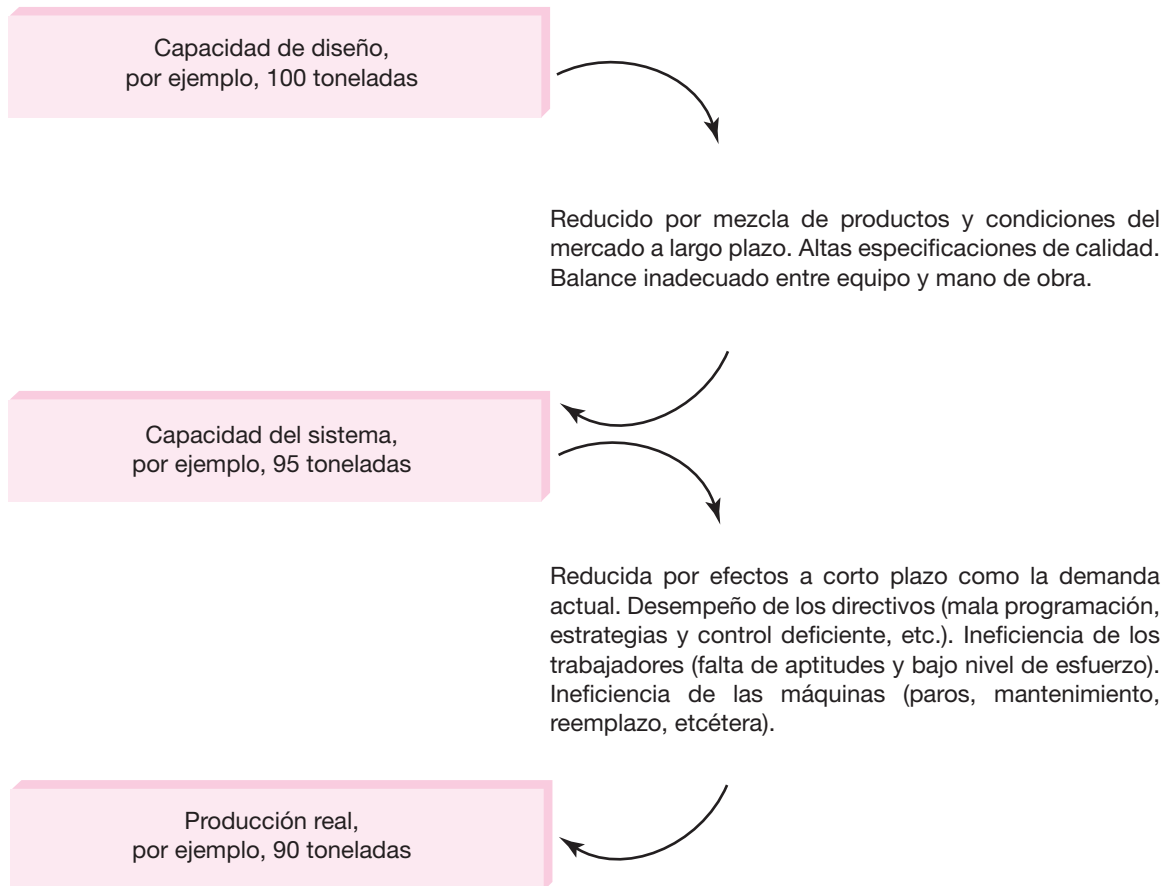 Capacidad de diseño,
por ejemplo, 100 toneladas
Reducido por mezcla de productos y condiciones del
mercado a largo plazo. Altas especificaciones de calidad.
Balance inadecuado entre equipo y mano de obra.
Capacidad del sistema,
por ejemplo, 95 toneladas
Reducida por efectos a corto plazo como la demanda
actual. Desempeño de los directivos (mala programación,
estrategias y control deficiente, etc.). Ineficiencia de los
trabajadores (falta de aptitudes y bajo nivel de esfuerzo).
Ineficiencia de las máquinas (paros, mantenimiento,
reemplazo, etcétera).
Producción real,
por ejemplo, 90 toneladas